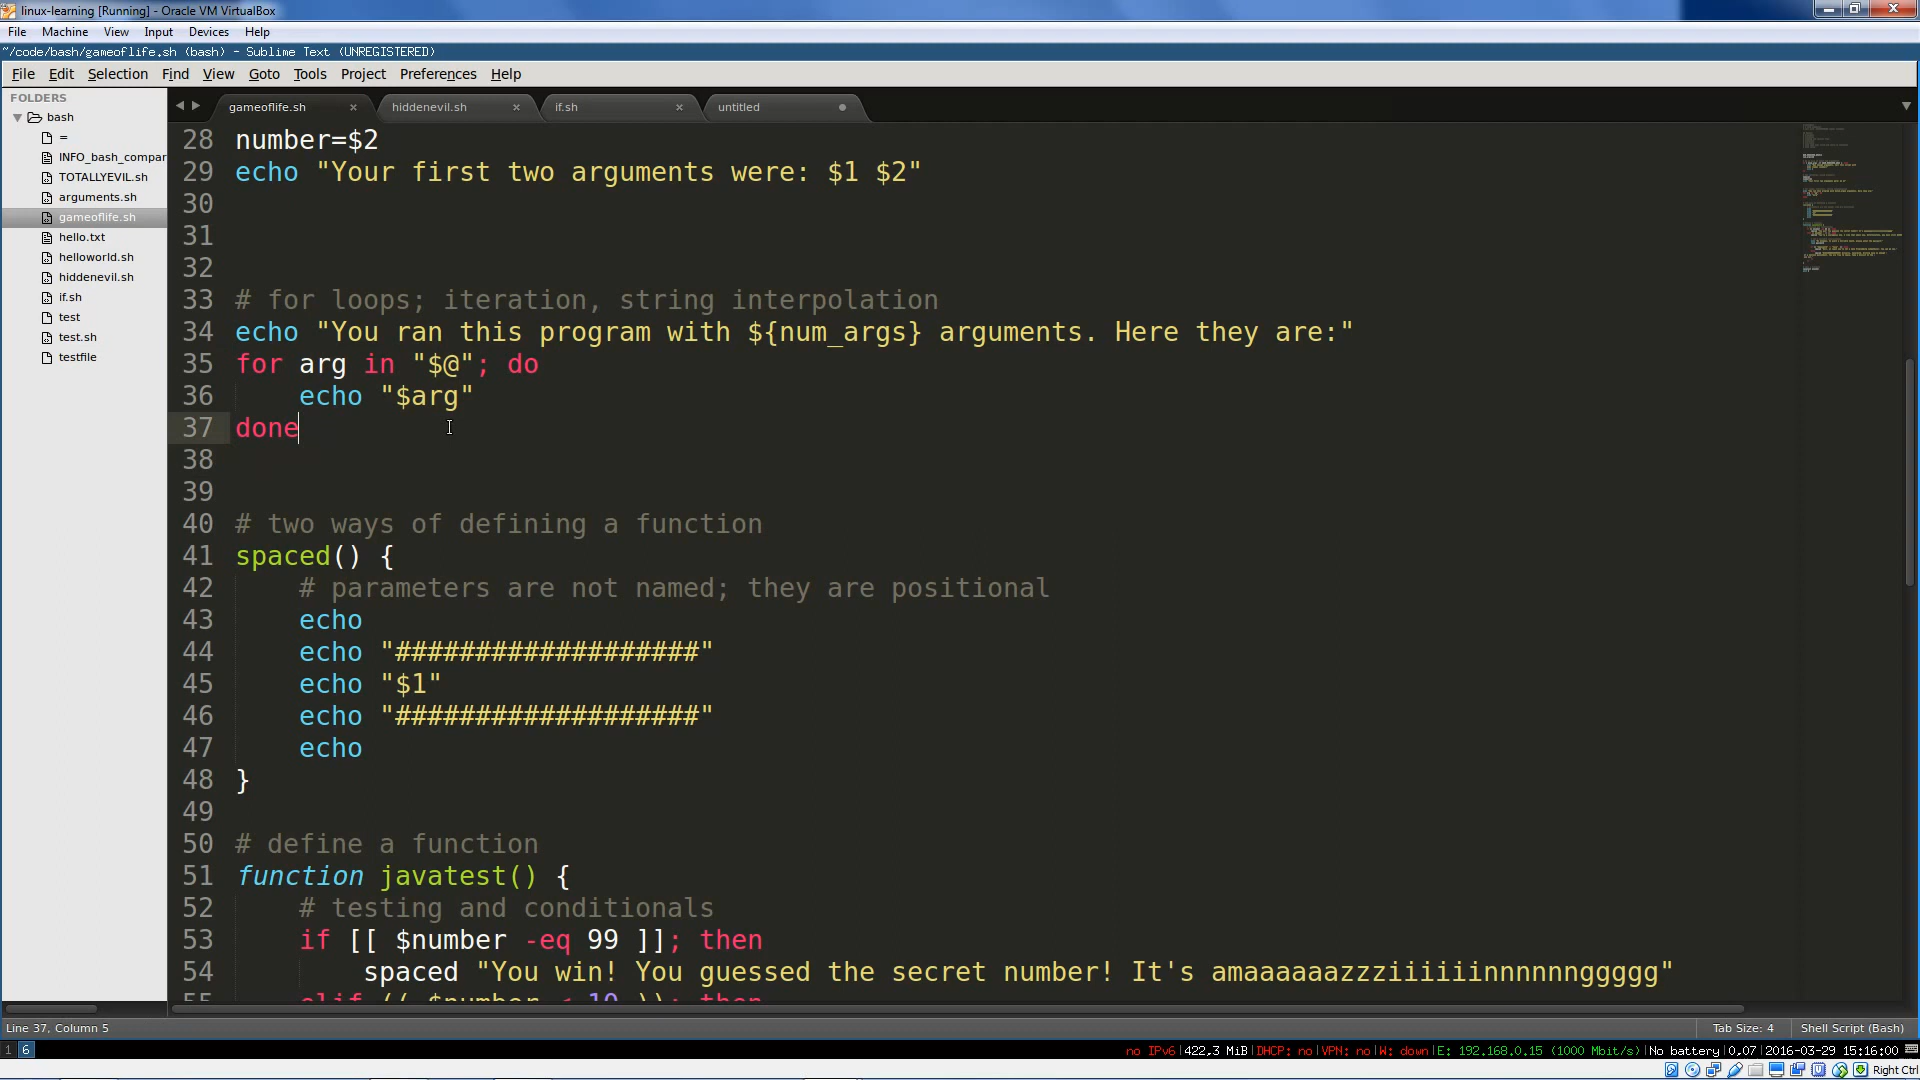 linux-learning [Running] - Oracle VM VirtualBox
File Machine View Input Devices Help
~/code/bash/gameoflife.sh (bash) - Sublime Text (UNREGISTERED)
File Edit Selection Find View Goto Tools Project Preferences Help
FOLDERS
bash
=
INFO_bash_compar
TOTALLYEVIL.sh
arguments.sh
gameoflife.sh
hello.txt
helloworld.sh
hiddenevil.sh
if.sh
test
test.sh
testfile
gameoflife.sh hiddenevil.sh if.sh untitled
28 number=$2
29 echo "Your first two arguments were: $1 $2"
30
31
32
33 # for loops; iteration, string interpolation
34 echo "You ran this program with ${num_args} arguments. Here they are:"
35 for arg in "$@"; do
36 echo "$arg"
37 done
38
39
40 # two ways of defining a function
41 spaced() {
42 # parameters are not named; they are positional
43 echo
44 echo "###################"
45 echo "$1"
46 echo "###################"
47 echo
48 }
49
50 # define a function
51 function javatest() {
52 # testing and conditionals
53 if [[ $number -eq 99 ]]; then
54 spaced "You win! You guessed the secret number! It's amaaaaaazzziiiiiinnnnnnggggg"
55 elif (( $number < 10 )); then
Line 37, Column 5 Tab Size: 4 Shell Script (Bash)
1 6 no IPv6|422.3 MiB|DHCP: no|VPN: no|W: down|E: 192.168.0.15 (1000 Mbit/s)|No battery|0.07|2016-03-29 15:16:00
Right Ctrl